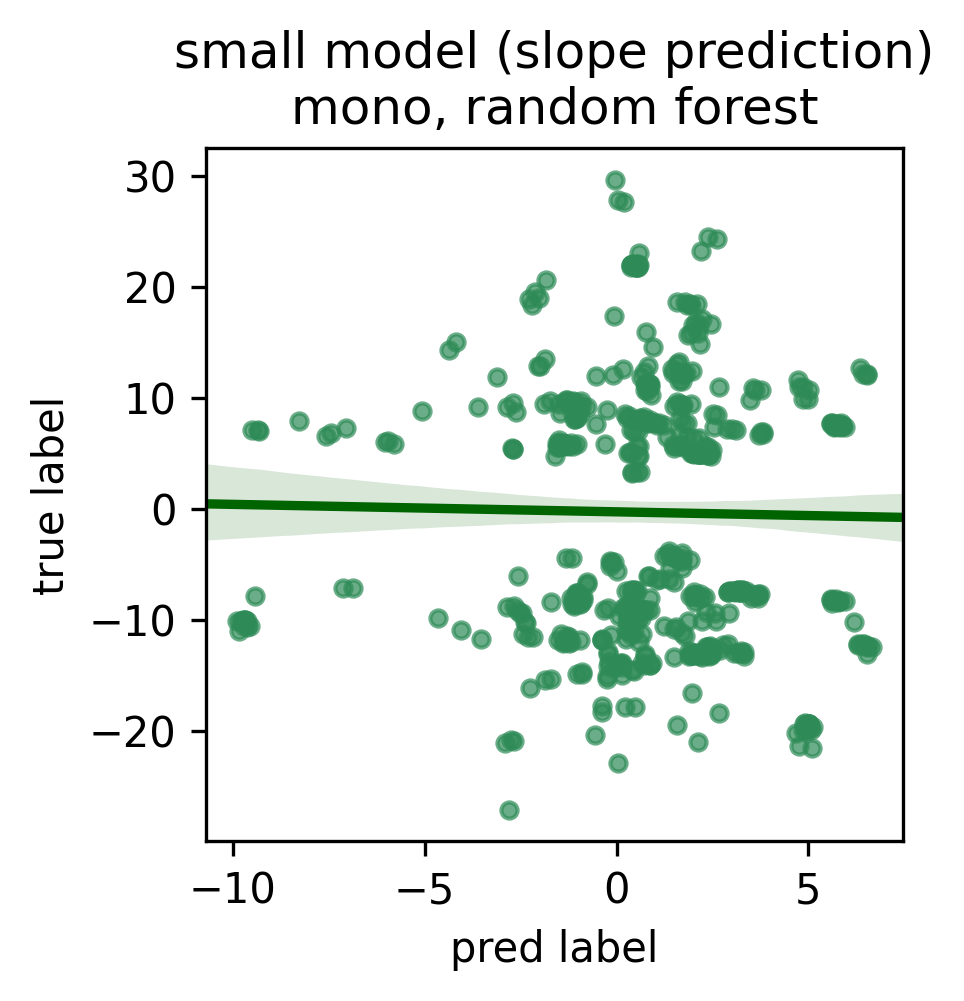 small model (slope prediction)
mono, random forest
true label
30
20
10
0
−10
−20
−10
−5
0
5
pred label